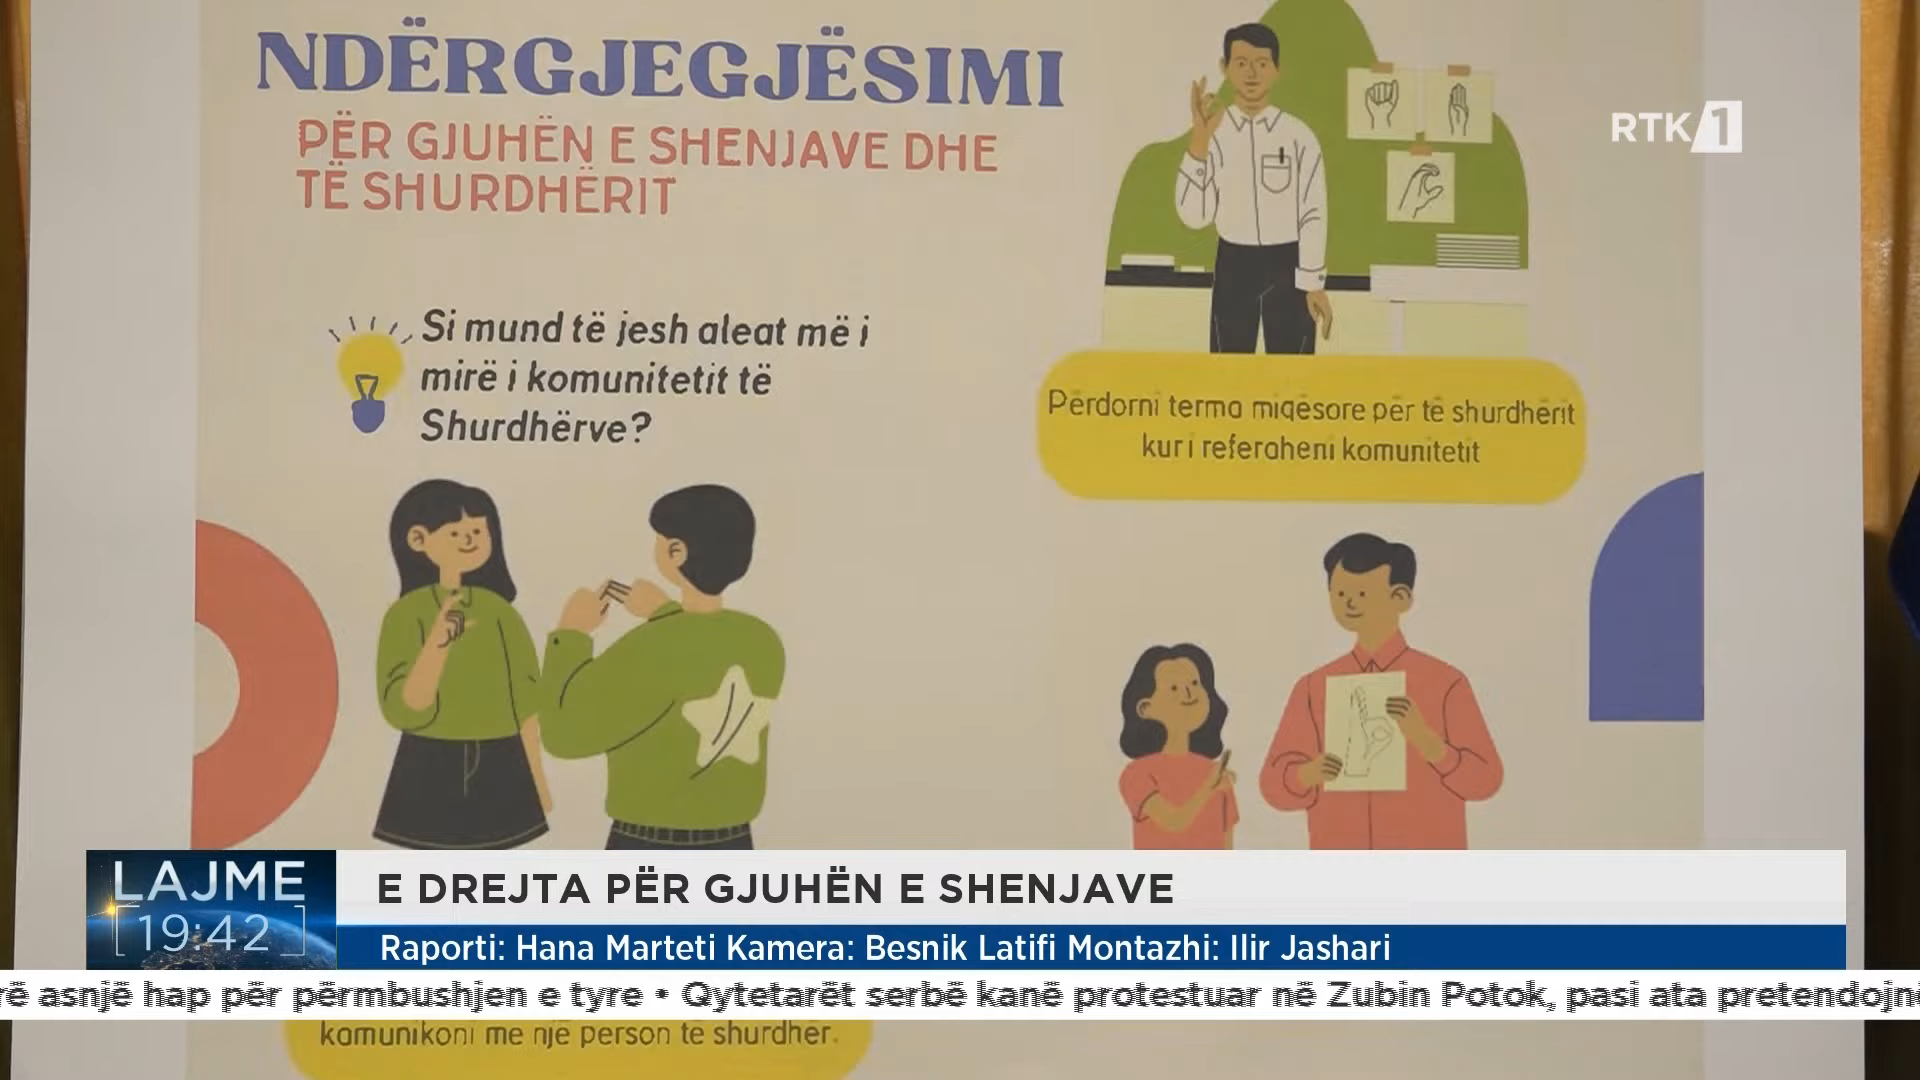 NDËRGJEGJËSIMI
PËR GJUHËN E SHENJAVE DHE
TË SHURDHËRIT
RTK 1
Si mund të jesh aleat më i
mirë i komunitetit të
Shurdhërve?
Përdorni terma miqësore për të shurdhërit
kur i referoheni komunitetit
LAJME
19:42
E DREJTA PËR GJUHËN E SHENJAVE
Raporti: Hana Marteti Kamera: Besnik Latifi Montazhi: Ilir Jashari
asnjë hap për përmbushjen e tyre • Qytetarët serbë kanë protestuar në Zubin Potok, pasi ata
komunikoni me një person të shurdhër.